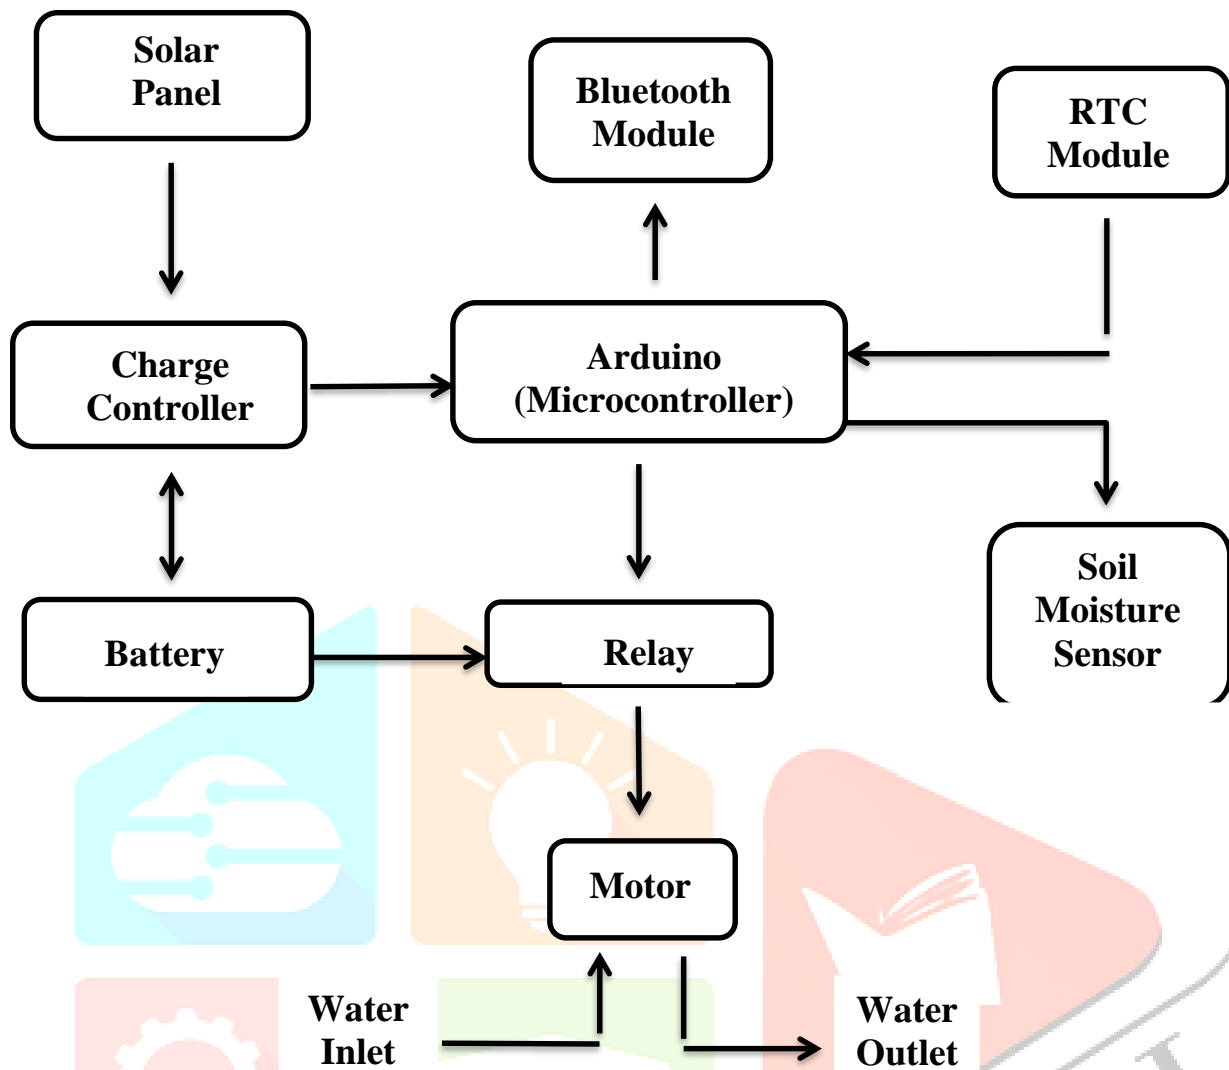 Solar
Panel
Bluetooth
Module
RTC
Module
Charge
Controller
Arduino
(Microcontroller)
Battery
Relay
Soil
Moisture
Sensor
Motor
Water
Inlet
Water
Outlet